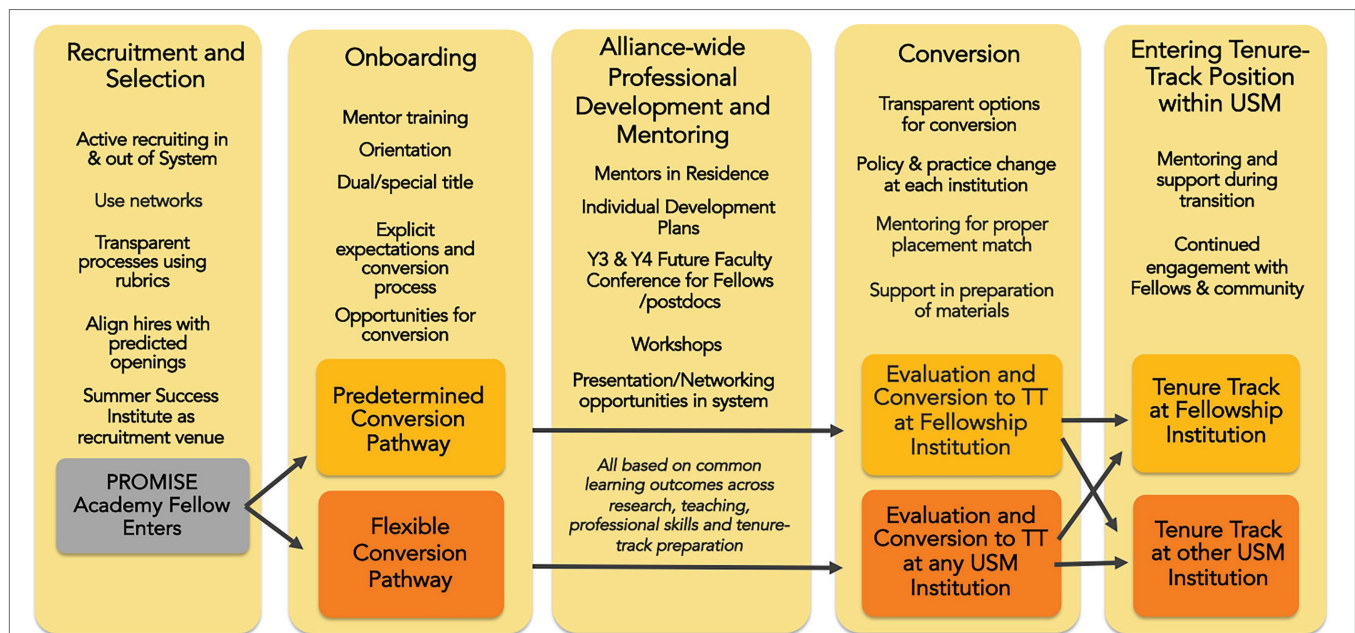 Recruitment and
Selection
Active recruiting in
& out of System
Use networks
Transparent
processes using
rubrics
Align hires with
predicted
openings
Summer Success
Institute as
recruitment venue
PROMISE
Academy Fellow
Enters
Onboarding
Mentor training
Orientation
Dual/special title
Explicit
expectations and
conversion
process
Opportunities for
conversion
Predetermined
Conversion
Pathway
Flexible
Conversion
Pathway
Alliance-wide
Professional
Development and
Mentoring
Mentors in Residence
Individual Development
Plans
Y3 & Y4 Future Faculty
Conference for Fellows
/postdocs
Workshops
Presentation/Networking
opportunities in system
All based on common
learning outcomes across
research, teaching,
professional skills and tenure-
track preparation
Conversion
Transparent options
for conversion
Policy & practice change
at each institution
Mentoring for proper
placement match
Support in preparation
of materials
Evaluation and
Conversion to TT
at Fellowship
Institution
Evaluation and
Conversion to TT
at any USM
Institution
Entering Tenure-
Track Position
within USM
Mentoring and
support during
transition
Continued
engagement with
Fellows & community
Tenure Track
at Fellowship
Institution
Tenure Track
at other USM
Institution